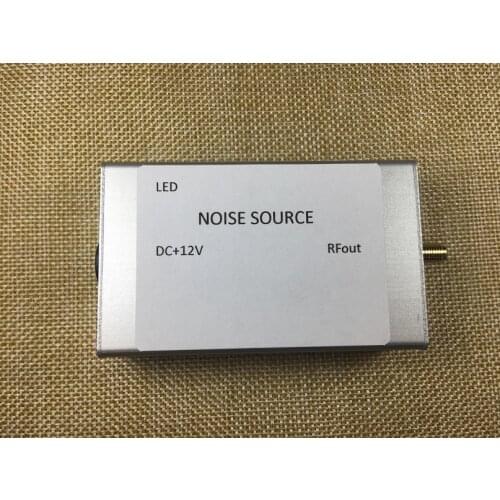 LED
NOISE SOURCE
DC+12V RFout